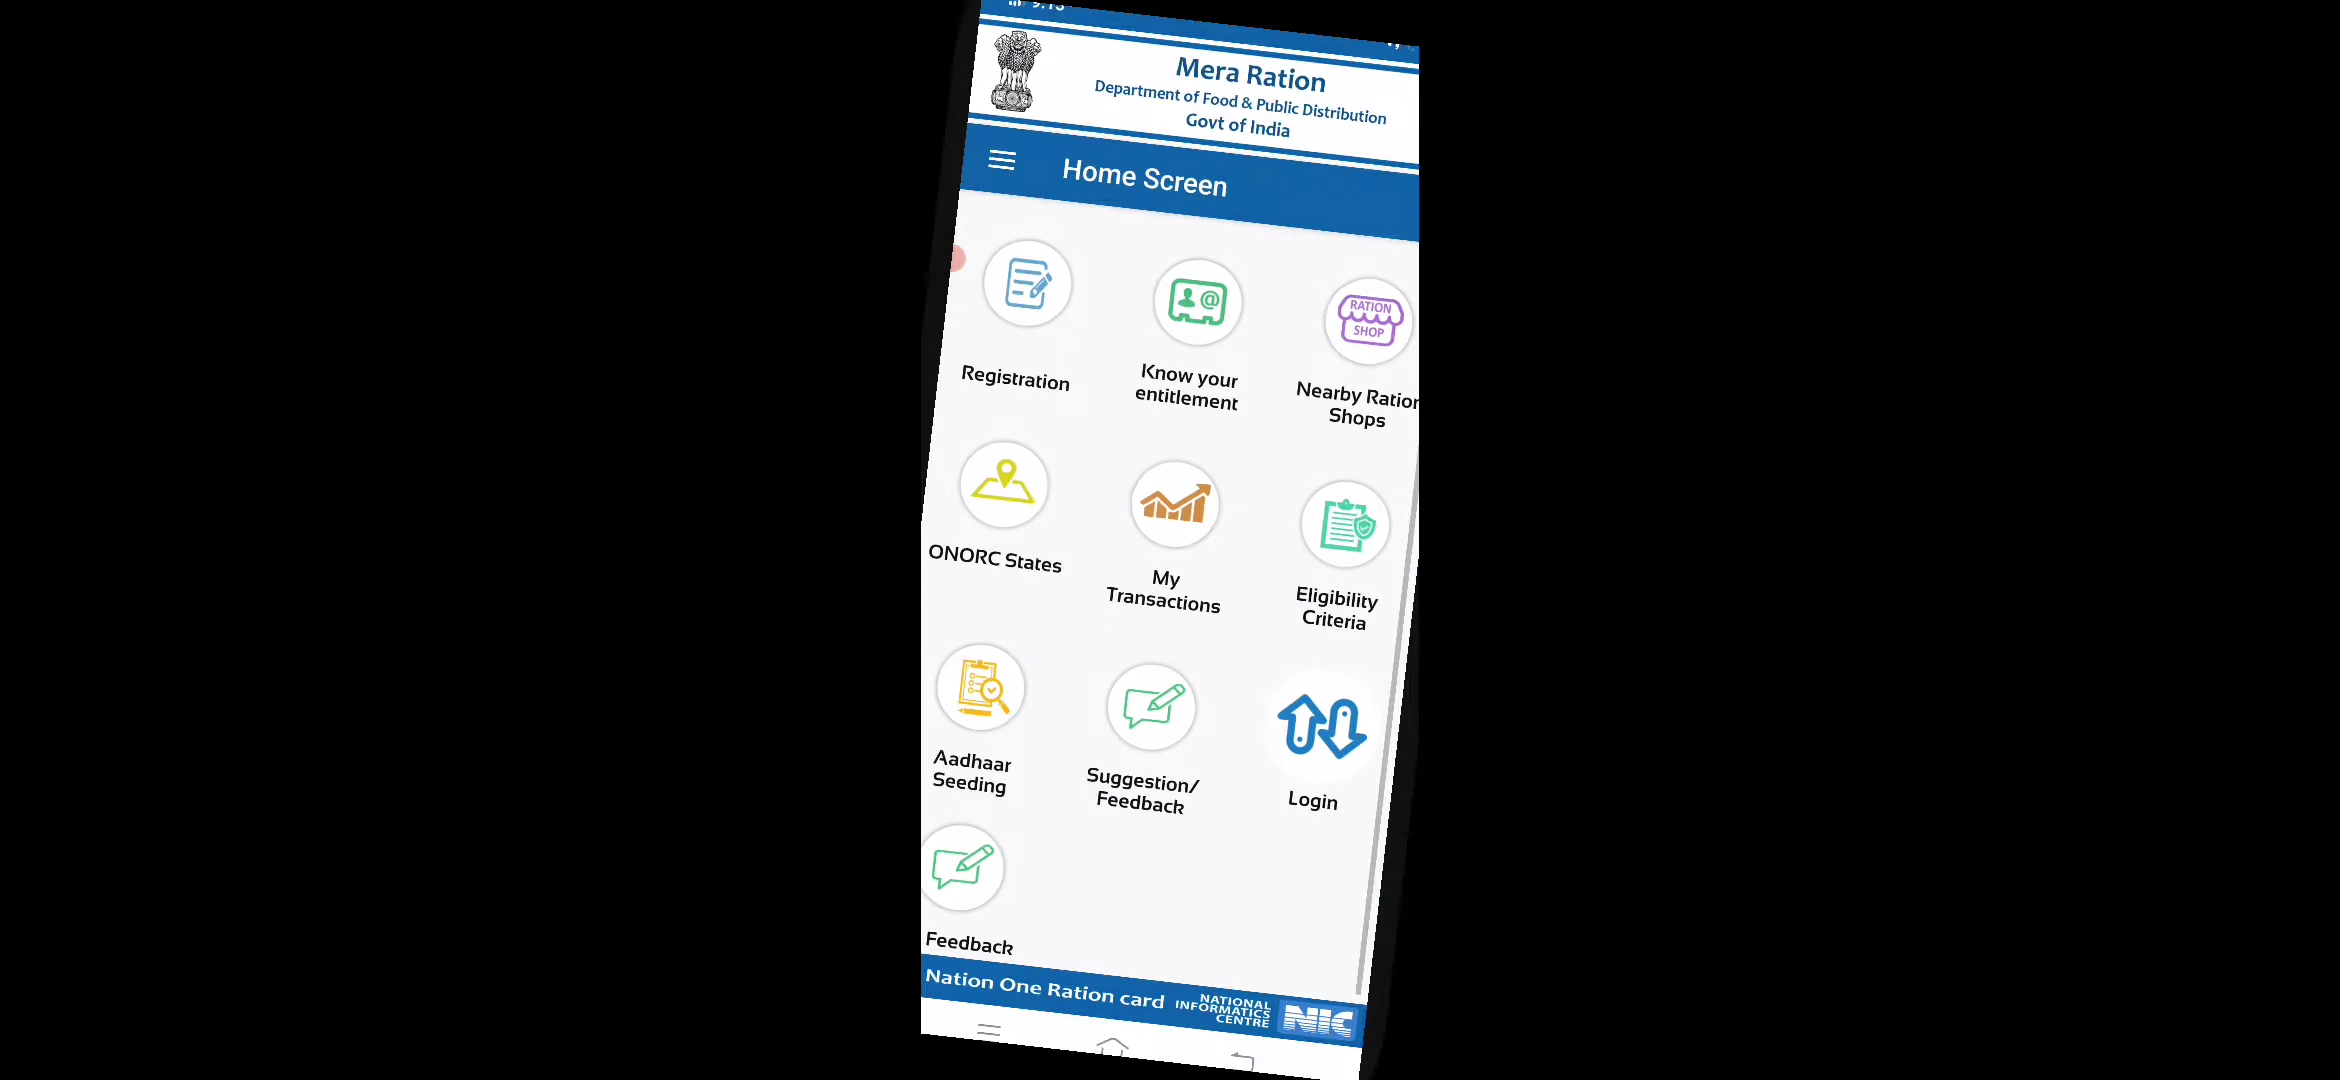 9:15
Mera Ration
Department of Food & Public Distribution
Govt of India
Home Screen
RATION
SHOP
Registration
Know your
entitlement
Nearby Ration
Shops
ONORC States
My
Transactions
Eligibility
Criteria
Aadhaar
Seeding
Suggestion/
Feedback
Login
Feedback
Nation One Ration card
NATIONAL
INFORMATICS
CENTRE
NIC